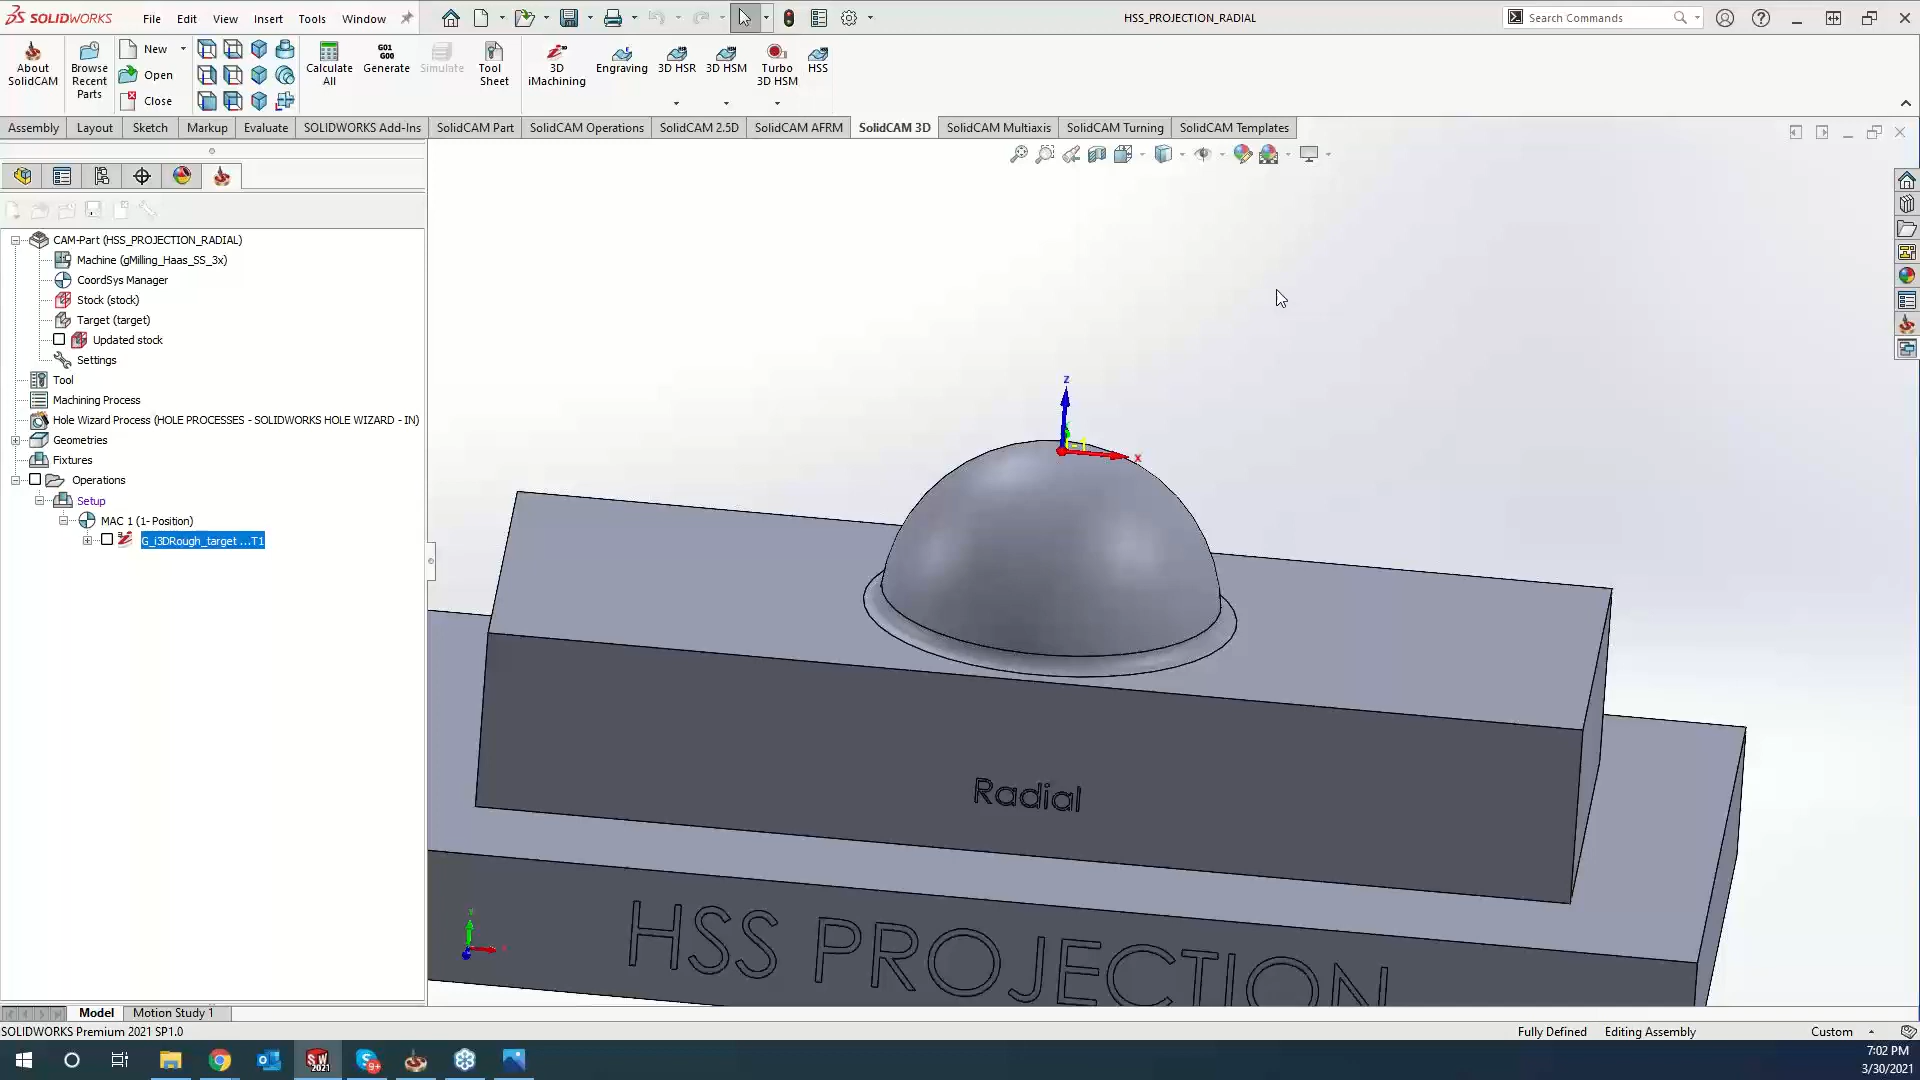 SOLIDWORKS
File
Edit
View
Insert
Tools
Window
HSS_PROJECTION_RADIAL
Search Commands
About
SolidCAM
Browse
Recent
Parts
New
Open
Close
Calculate
All
G01
G00
Generate
Simulate
Tool
Sheet
3D
iMachining
Engraving
3D HSR
3D HSM
Turbo
3D HSM
HSS
Assembly
Layout
Sketch
Markup
Evaluate
SOLIDWORKS Add-Ins
SolidCAM Part
SolidCAM Operations
SolidCAM 2.5D
SolidCAM AFRM
SolidCAM 3D
SolidCAM Multiaxis
SolidCAM Turning
SolidCAM Templates
CAM-Part (HSS_PROJECTION_RADIAL)
Machine (gMilling_Haas_SS_3x)
CoordSys Manager
Stock (stock)
Target (target)
Updated stock
Settings
Tool
Machining Process
Hole Wizard Process (HOLE PROCESSES - SOLIDWORKS HOLE WIZARD - IN)
Geometries
Fixtures
Operations
Setup
MAC 1 (1- Position)
G_i3DRough_target ...T1
z
x
Radial
HSS PROJECTION
Model
Motion Study 1
SOLIDWORKS Premium 2021 SP1.0
Fully Defined
Editing Assembly
Custom
7:02 PM
3/30/2021